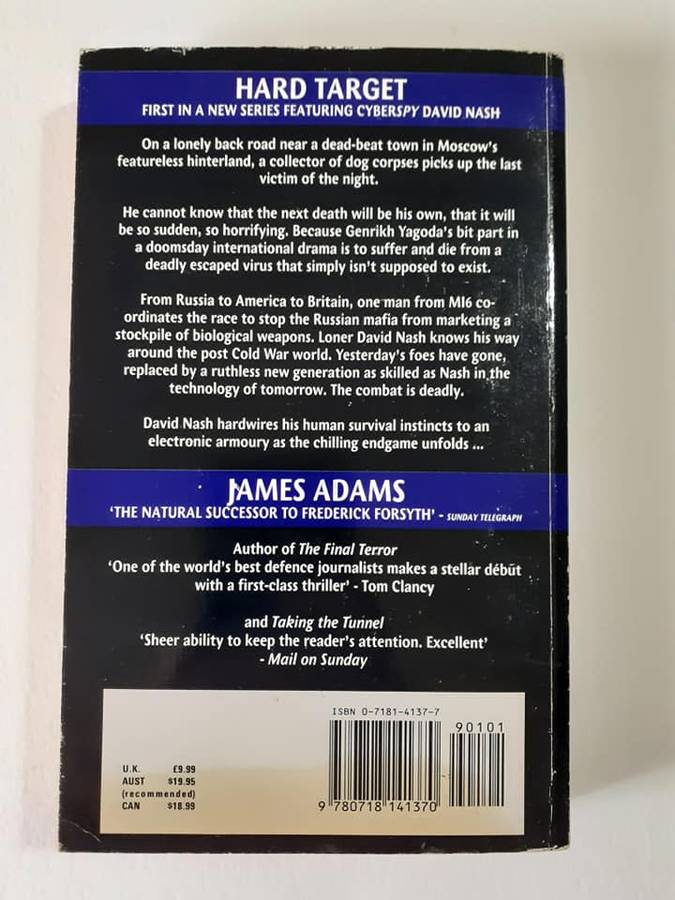 HARD TARGET
FIRST IN A NEW SERIES FEATURING CYBERSPY DAVID NASH
On a lonely back road near a dead-beat town in Moscow's
featureless hinterland, a collector of dog corpses picks up the last
victim of the night.
He cannot know that the next death will be his own, that it will
be so sudden, so horrifying. Because Genrikh Yagoda's bit part in
a doomsday international drama is to suffer and die from a
deadly escaped virus that simply isn't supposed to exist.
From Russia to America to Britain, one man from MI6 co-
ordinates the race to stop the Russian mafia from marketing a
stockpile of biological weapons. Loner David Nash knows his way
around the post Cold War world. Yesterday's foes have gone,
replaced by a ruthless new generation as skilled as Nash in the
technology of tomorrow. The combat is deadly.
David Nash hardwires his human survival instincts to an
electronic armoury as the chilling endgame unfolds ...
JAMES ADAMS
'THE NATURAL SUCCESSOR TO FREDERICK FORSYTH' - SUNDAY TELEGRAPH
Author of The Final Terror
'One of the world's best defence journalists makes a stellar débût
with a first-class thriller' - Tom Clancy
and Taking the Tunnel
'Sheer ability to keep the reader's attention. Excellent'
- Mail on Sunday
ISBN 0-7181-4137-7
90101
U.K. £9.99
AUST $19.95
(recommended)
CAN $18.99
9 780718 141370